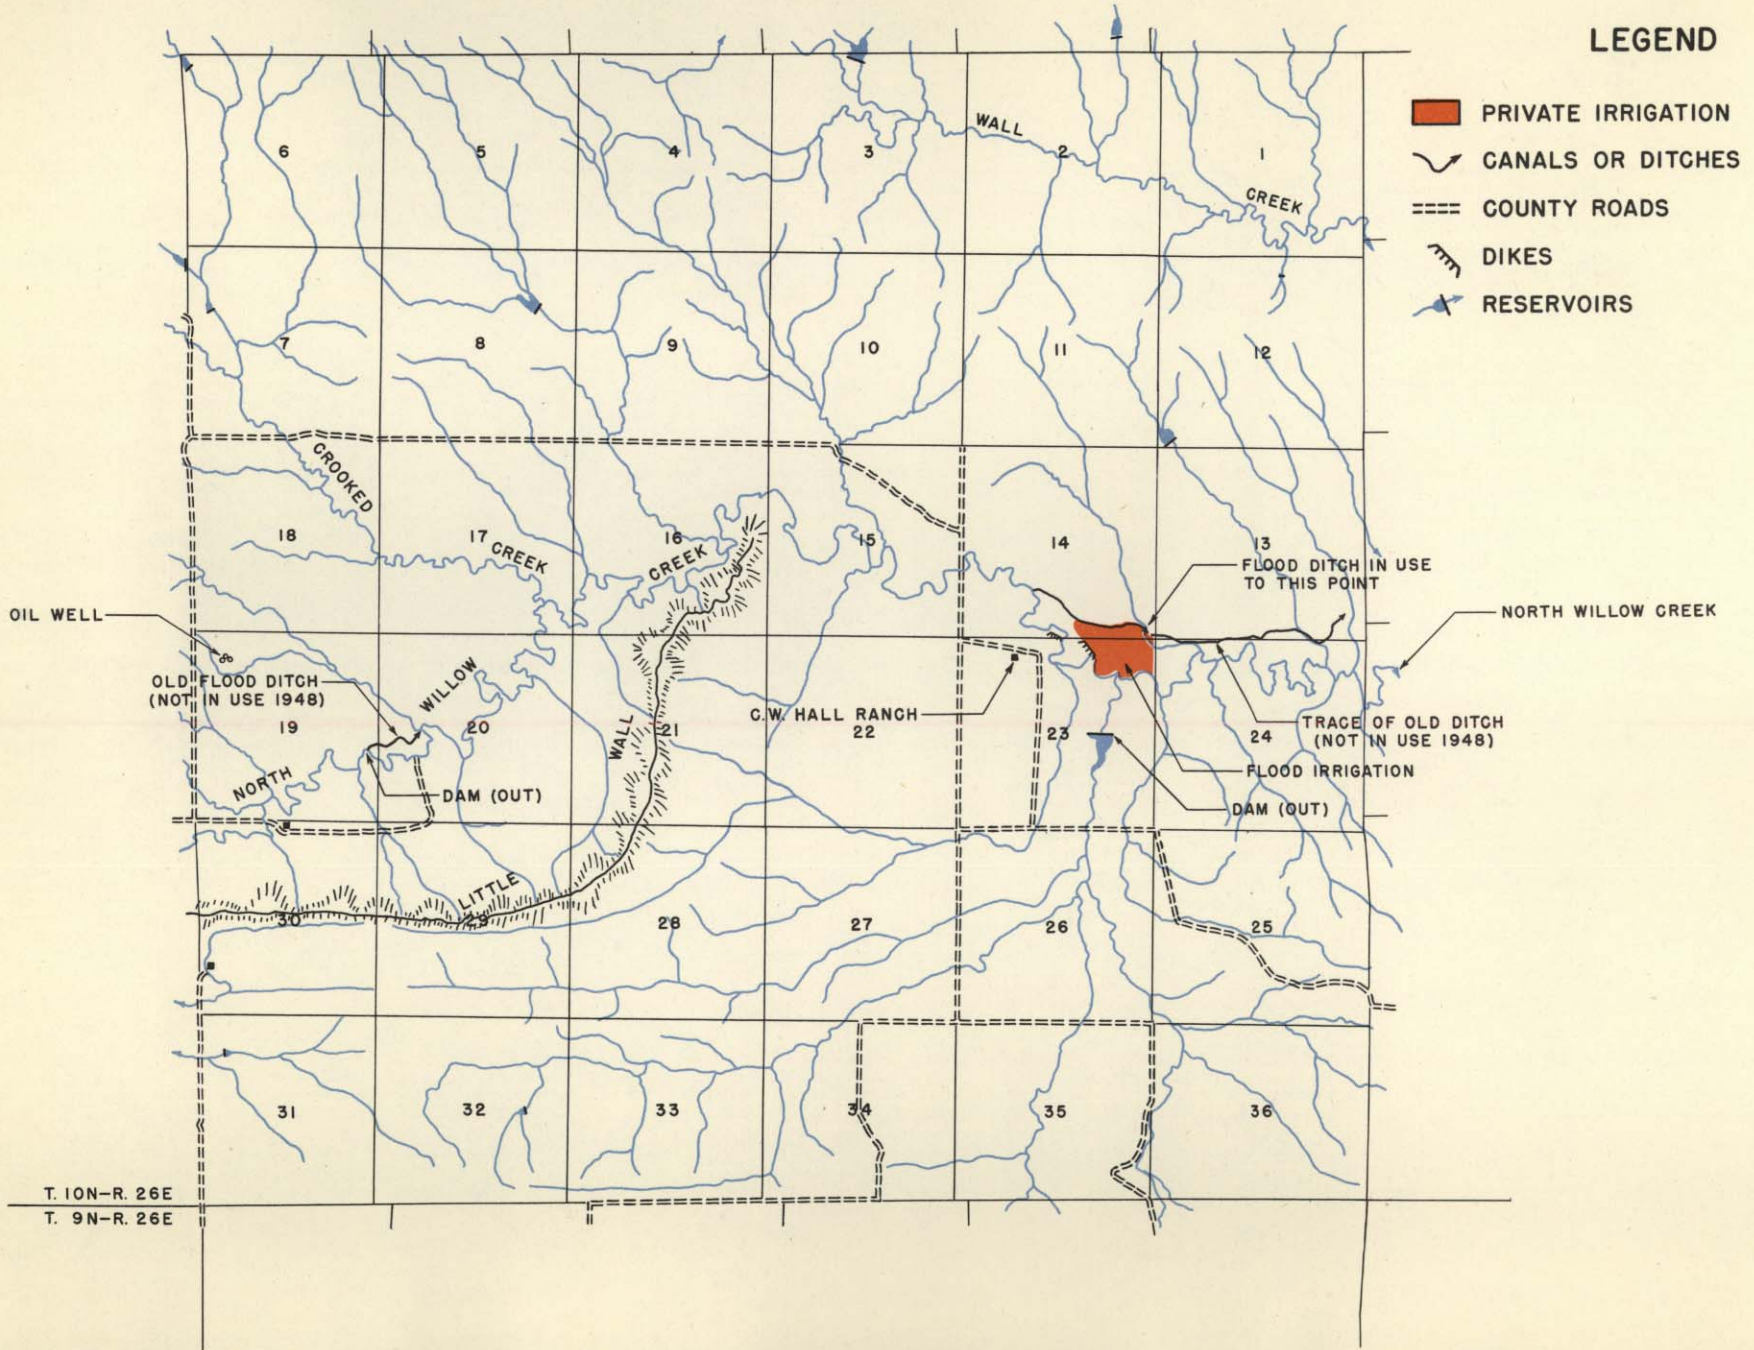 LEGEND
PRIVATE IRRIGATION
CANALS OR DITCHES
COUNTY ROADS
DIKES
RESERVOIRS
WALL
CREEK
6
5
4
3
2
1
7
8
9
10
11
12
CROOKED
CREEK
18
17
16
15
14
13
CREEK
FLOOD DITCH IN USE
TO THIS POINT
OIL WELL
NORTH WILLOW CREEK
OLD FLOOD DITCH
(NOT IN USE 1948)
WILLOW
NORTH
19
20
WALL
21
C.W. HALL RANCH
22
23
24
TRACE OF OLD DITCH
(NOT IN USE 1948)
FLOOD IRRIGATION
DAM (OUT)
DAM (OUT)
LITTLE
30
29
28
27
26
25
31
32
33
34
35
36
T. 10N-R. 26E
T. 9N-R. 26E